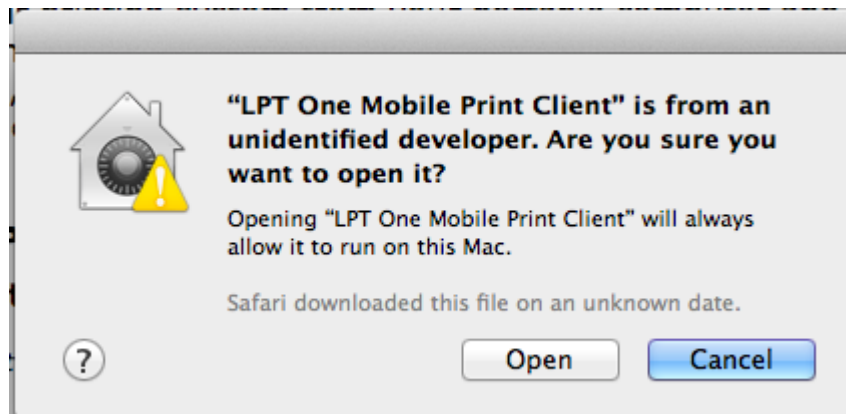 “LPT One Mobile Print Client” is from an
unidentified developer. Are you sure you
want to open it?
Opening “LPT One Mobile Print Client” will always
allow it to run on this Mac.
Safari downloaded this file on an unknown date.
?
Open
Cancel